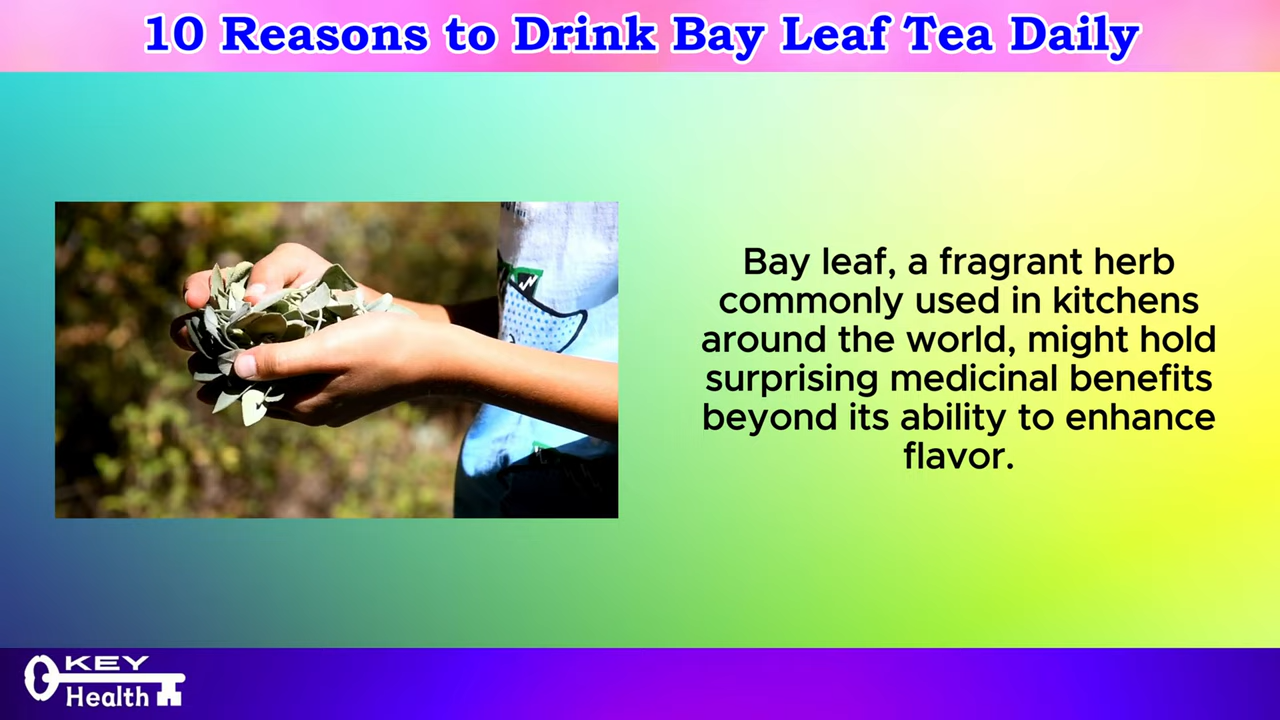 10 Reasons to Drink Bay Leaf Tea Daily
Bay leaf, a fragrant herb
commonly used in kitchens
around the world, might hold
surprising medicinal benefits
beyond its ability to enhance
flavor.
KEY
Health